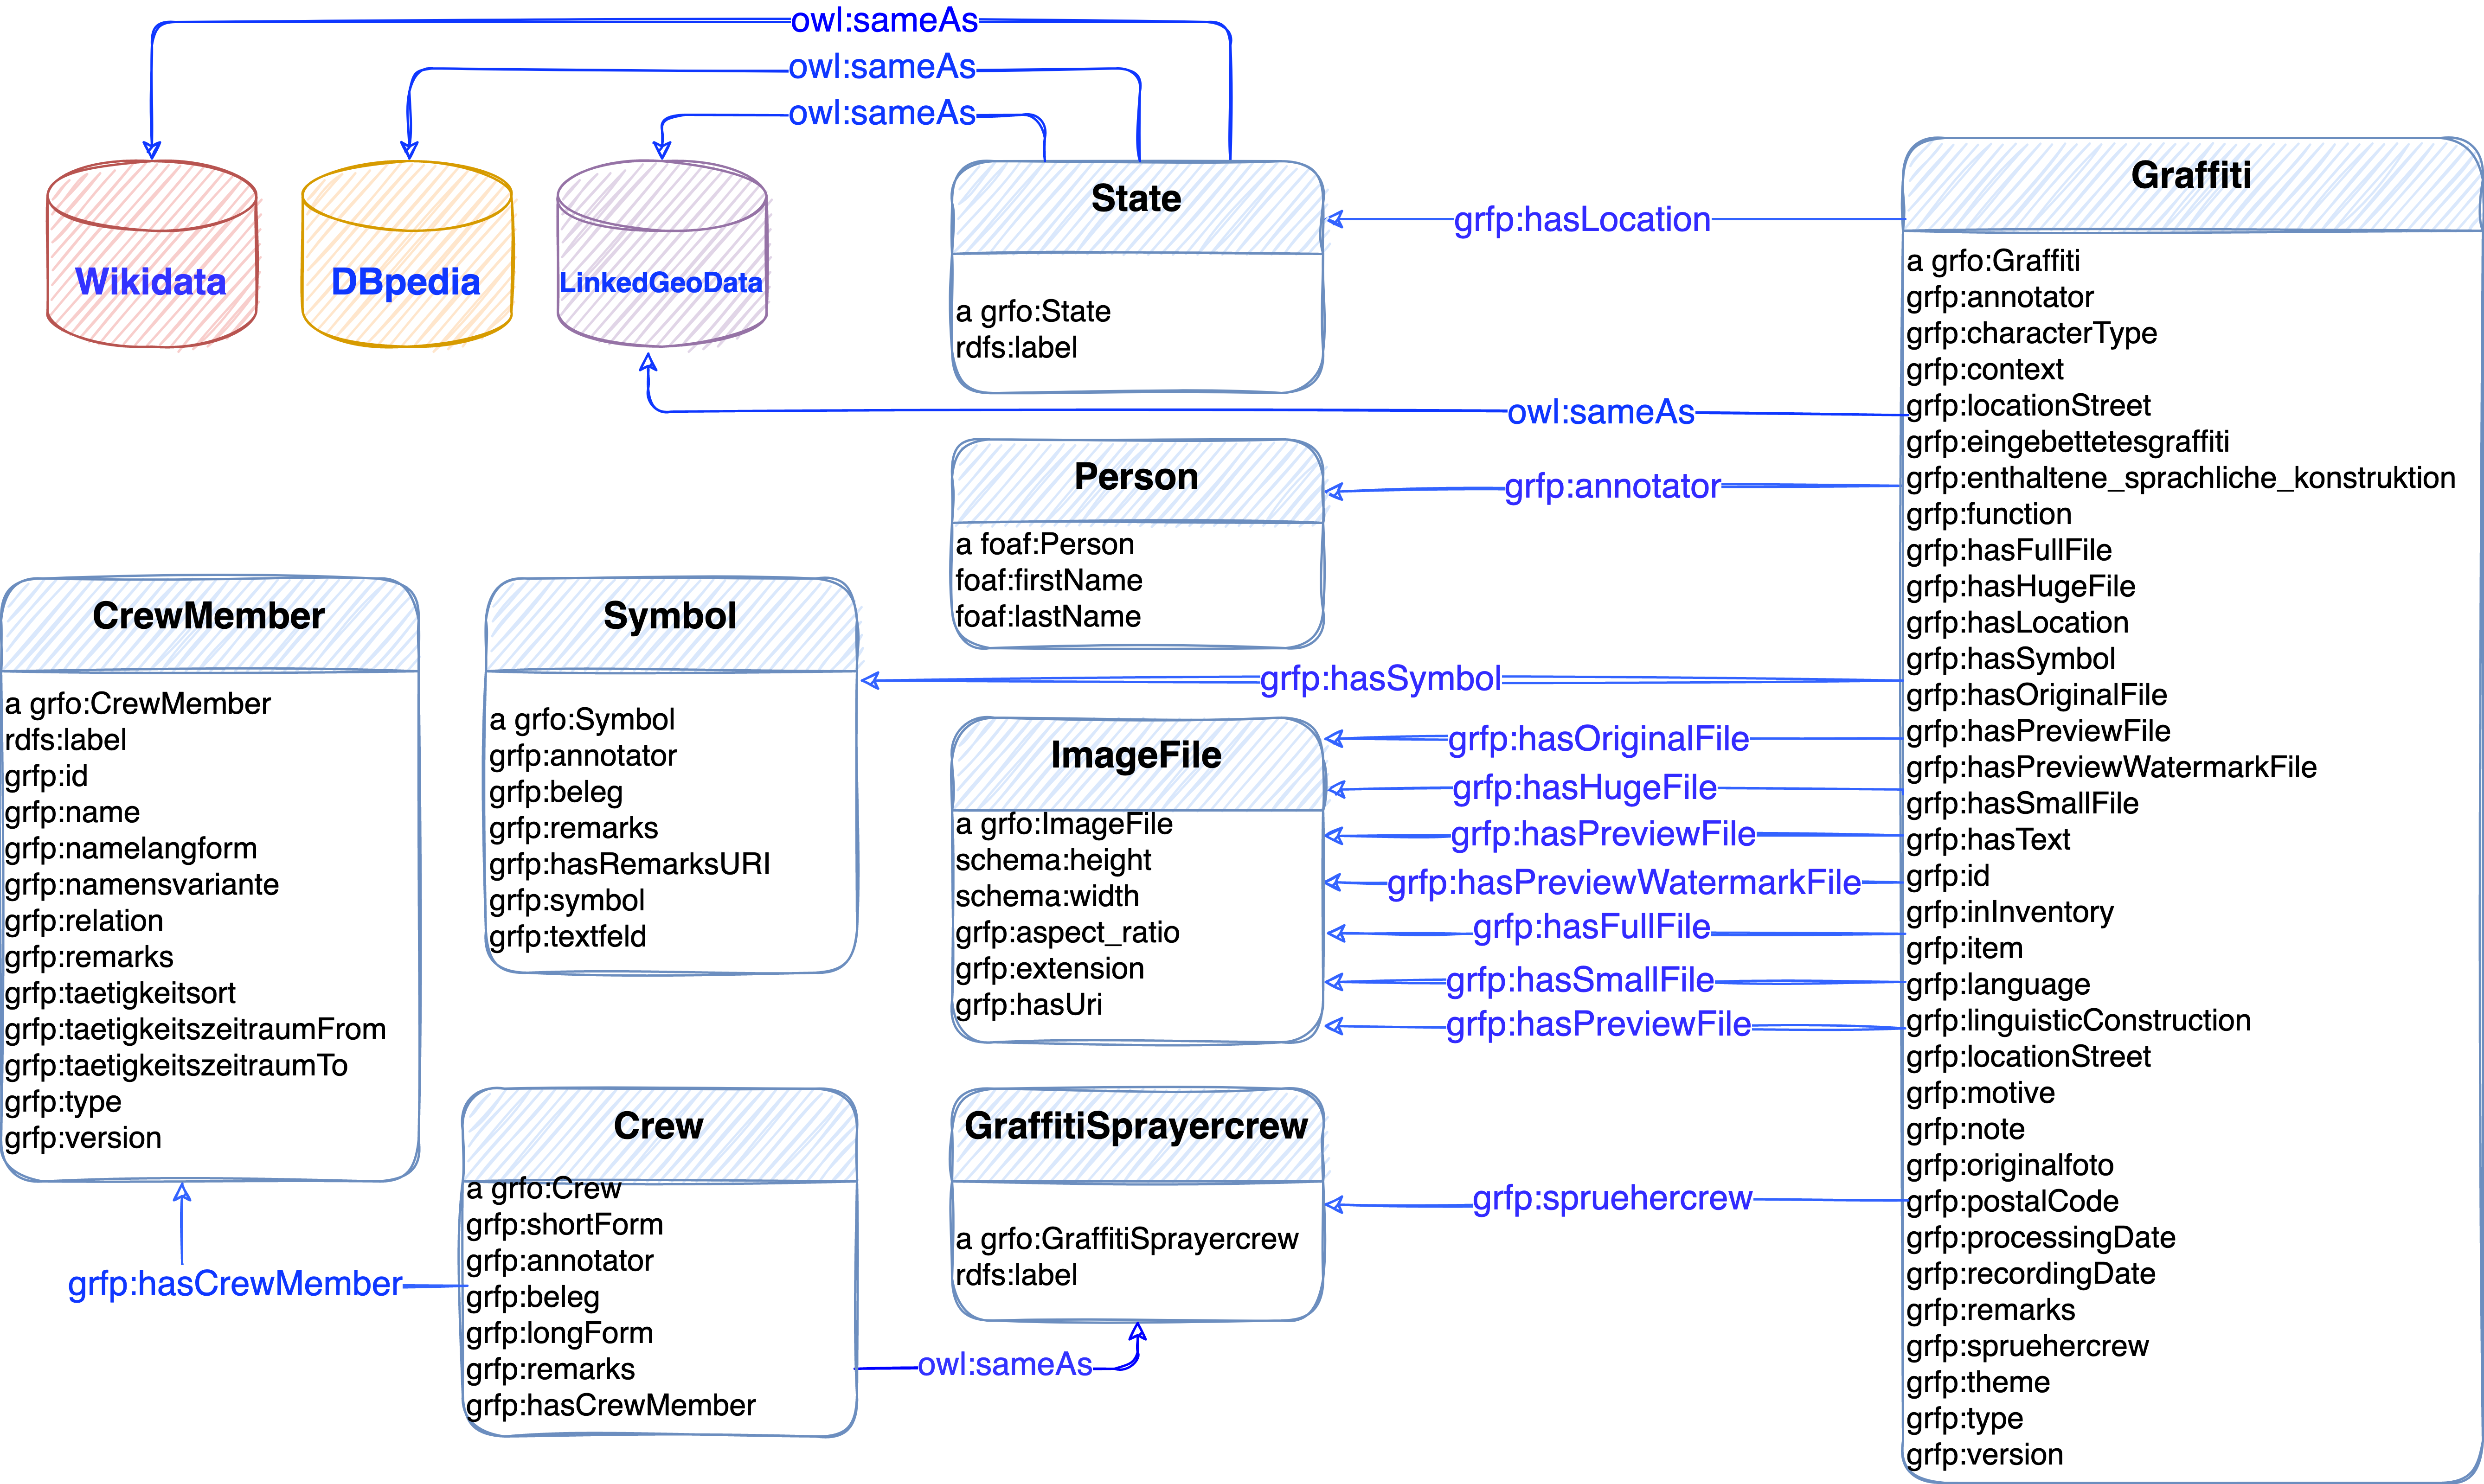 owl:sameAs
owl:sameAs
owl:sameAs
Wikidata
DBpedia
LinkedGeoData
State
a grfo:State
rdfs:label
grfp:hasLocation
owl:sameAs
Person
a foaf:Person
foaf:firstName
foaf:lastName
grfp:annotator
CrewMember
a grfo:CrewMember
rdfs:label
grfp:id
grfp:name
grfp:namelangform
grfp:namensvariante
grfp:relation
grfp:remarks
grfp:taetigkeitsort
grfp:taetigkeitszeitraumFrom
grfp:taetigkeitszeitraumTo
grfp:type
grfp:version
Symbol
a grfo:Symbol
grfp:annotator
grfp:beleg
grfp:remarks
grfp:hasRemarksURI
grfp:symbol
grfp:textfeld
grfp:hasSymbol
ImageFile
a grfo:ImageFile
schema:height
schema:width
grfp:aspect_ratio
grfp:extension
grfp:hasUri
grfp:hasOriginalFile
grfp:hasHugeFile
grfp:hasPreviewFile
grfp:hasPreviewWatermarkFile
grfp:hasFullFile
grfp:hasSmallFile
grfp:hasPreviewFile
grfp:hasCrewMember
Crew
a grfo:Crew
grfp:shortForm
grfp:annotator
grfp:beleg
grfp:longForm
grfp:remarks
grfp:hasCrewMember
owl:sameAs
GraffitiSprayercrew
a grfo:GraffitiSprayercrew
rdfs:label
grfp:spruehercrew
Graffiti
a grfo:Graffiti
grfp:annotator
grfp:characterType
grfp:context
grfp:locationStreet
grfp:eingebettetesgraffiti
grfp:enthaltene_sprachliche_konstruktion
grfp:function
grfp:hasFullFile
grfp:hasHugeFile
grfp:hasLocation
grfp:hasSymbol
grfp:hasOriginalFile
grfp:hasPreviewFile
grfp:hasPreviewWatermarkFile
grfp:hasSmallFile
grfp:hasText
grfp:id
grfp:inInventory
grfp:item
grfp:language
grfp:linguisticConstruction
grfp:locationStreet
grfp:motive
grfp:note
grfp:originalfoto
grfp:postalCode
grfp:processingDate
grfp:recordingDate
grfp:remarks
grfp:spruehercrew
grfp:theme
grfp:type
grfp:version